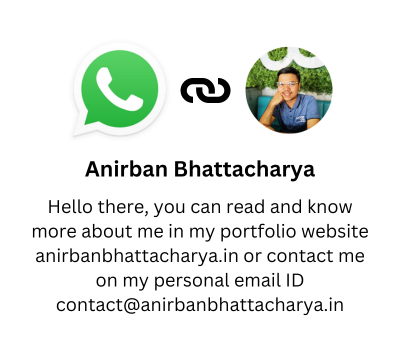 Anirban Bhattacharya
Hello there, you can read and know
more about me in my portfolio website
anirbanbhattacharya.in or contact me
on my personal email ID
contact@anirbanbhattacharya.in